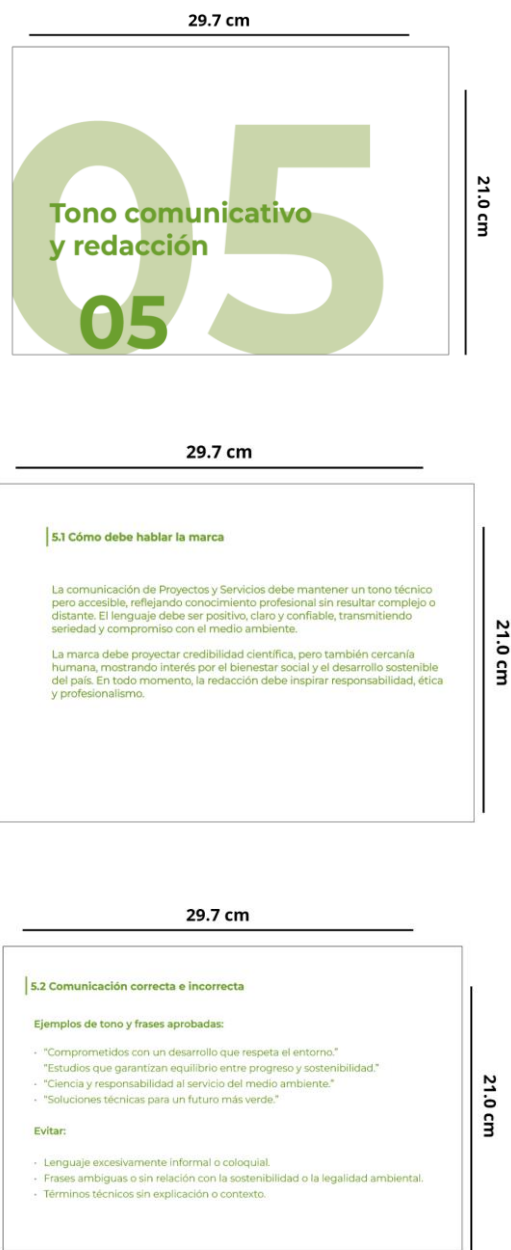 29.7 cm
05
Tono comunicativo
y redacción
05
21.0 cm
29.7 cm
5.1 Cómo debe hablar la marca
La comunicación de Proyectos y Servicios debe mantener un tono técnico
pero accesible, reflejando conocimiento profesional sin resultar complejo o
distante. El lenguaje debe ser positivo, claro y confiable, transmitiendo
seriedad y compromiso con el medio ambiente.
La marca debe proyectar credibilidad científica, pero también cercanía
humana, mostrando interés por el bienestar social y el desarrollo sostenible
del país. En todo momento, la redacción debe inspirar responsabilidad, ética
y profesionalismo.
21.0 cm
29.7 cm
5.2 Comunicación correcta e incorrecta
Ejemplos de tono y frases aprobadas:
· "Comprometidos con un desarrollo que respeta el entorno."
"Estudios que garantizan equilibrio entre progreso y sostenibilidad."
· "Ciencia y responsabilidad al servicio del medio ambiente."
· "Soluciones técnicas para un futuro más verde."
Evitar:
· Lenguaje excesivamente informal o coloquial.
· Frases ambiguas o sin relación con la sostenibilidad o la legalidad ambiental.
· Términos técnicos sin explicación o contexto.
21.0 cm